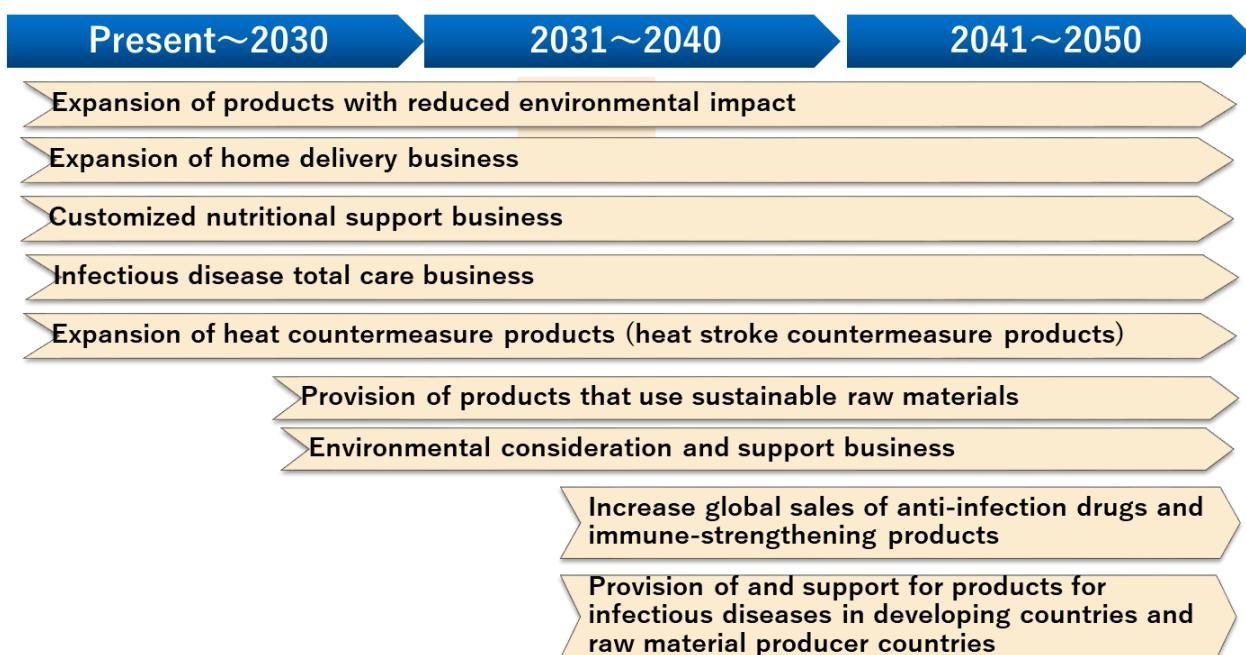 Present～2030
2031～2040
2041～2050
Expansion of products with reduced environmental impact
Expansion of home delivery business
Customized nutritional support business
Infectious disease total care business
Expansion of heat countermeasure products (heat stroke countermeasure products)
Provision of products that use sustainable raw materials
Environmental consideration and support business
Increase global sales of anti-infection drugs and
immune-strengthening products
Provision of and support for products for
infectious diseases in developing countries and
raw material producer countries